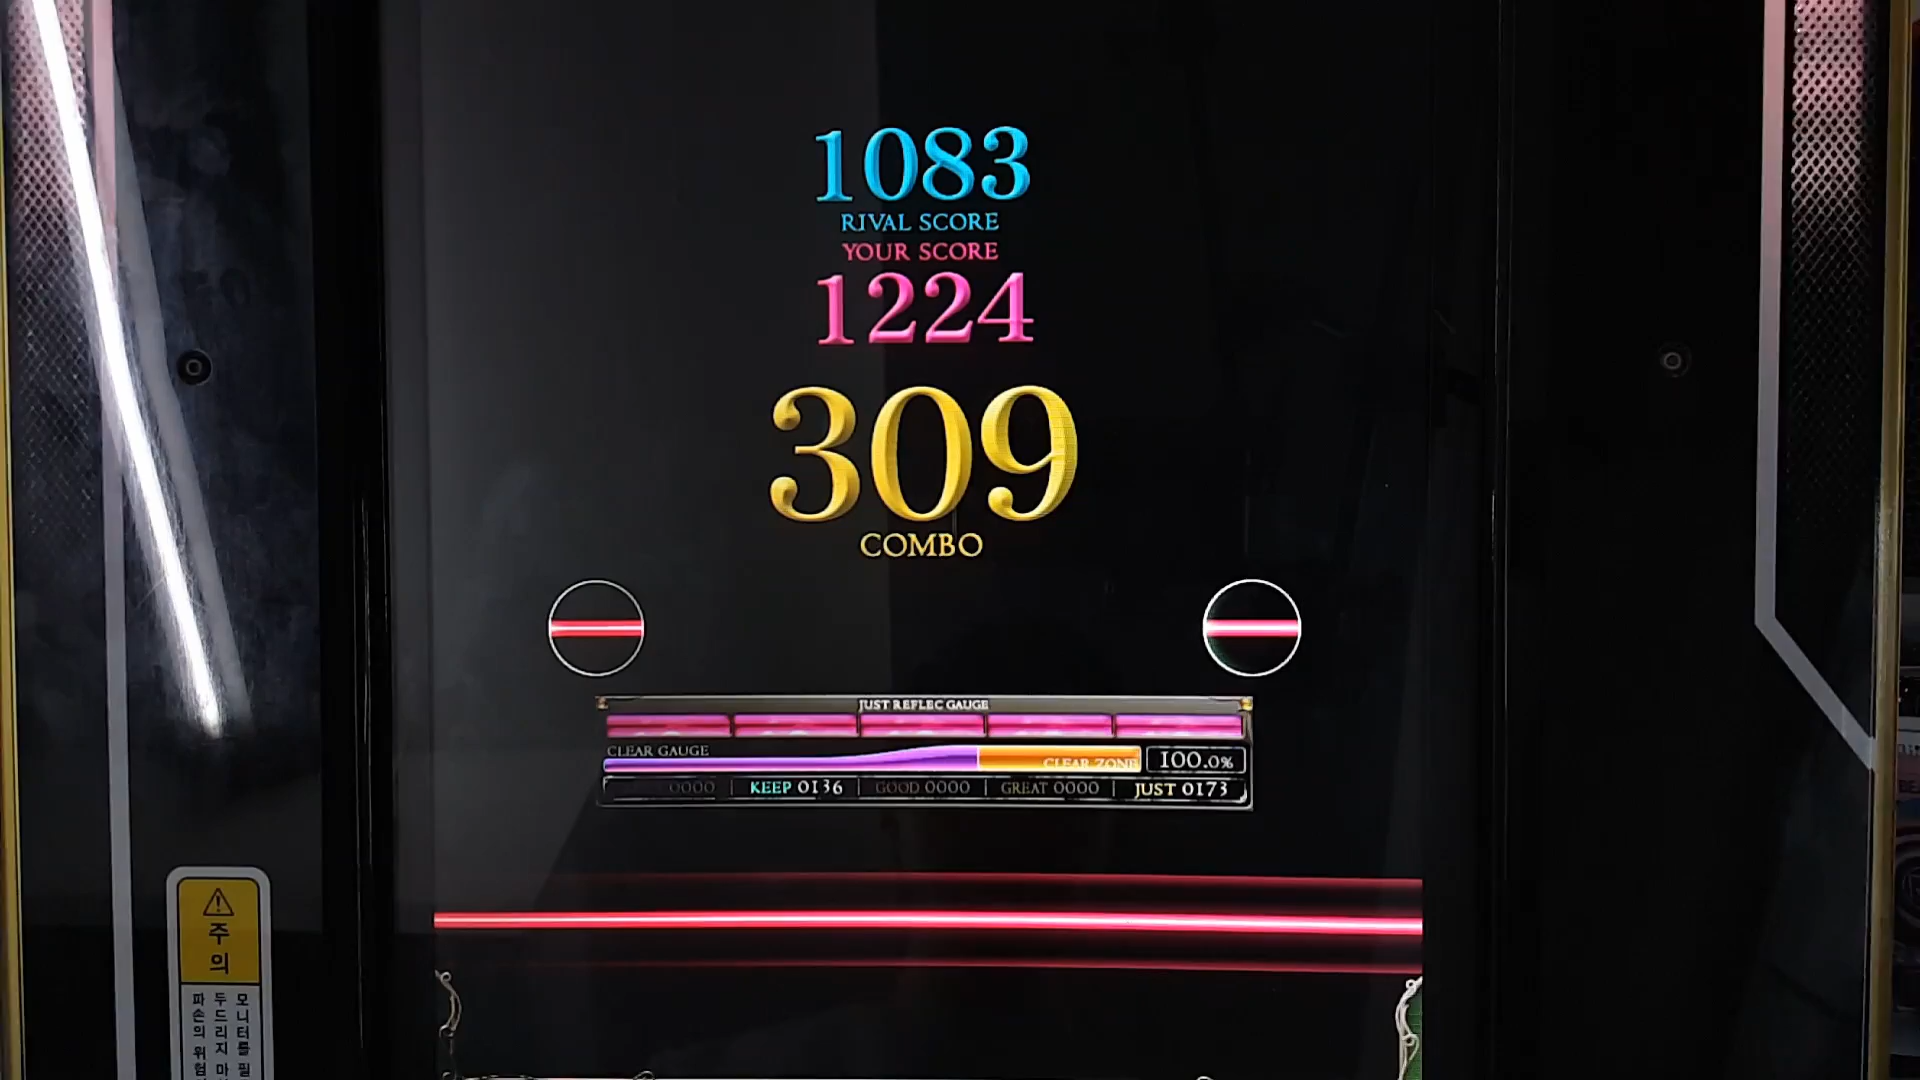 1083
RIVAL SCORE
YOUR SCORE
1224
309
COMBO
JUST REFLEC GAUGE
CLEAR GAUGE
CLEAR ZONE
100.0%
0000 KEEP 0136 GOOD 0000 GREAT 0000 JUST 0173
주의
모니터를 필
두드리지 마
파손의 위험